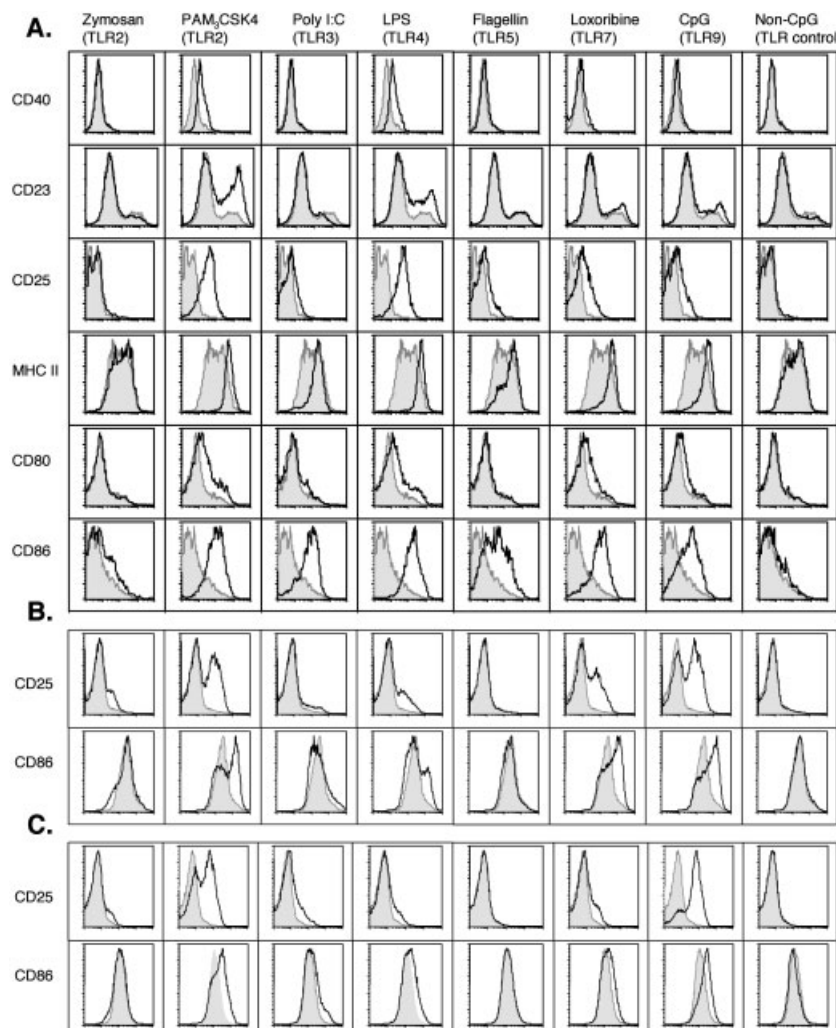 A.
Zymosan (TLR2)
PAM₃CSK4 (TLR2)
Poly I:C (TLR3)
LPS (TLR4)
Flagellin (TLR5)
Loxoribine (TLR7)
CpG (TLR9)
Non-CpG (TLR control
CD40
CD23
CD25
MHC II
CD80
CD86
B.
CD25
CD86
C.
CD25
CD86